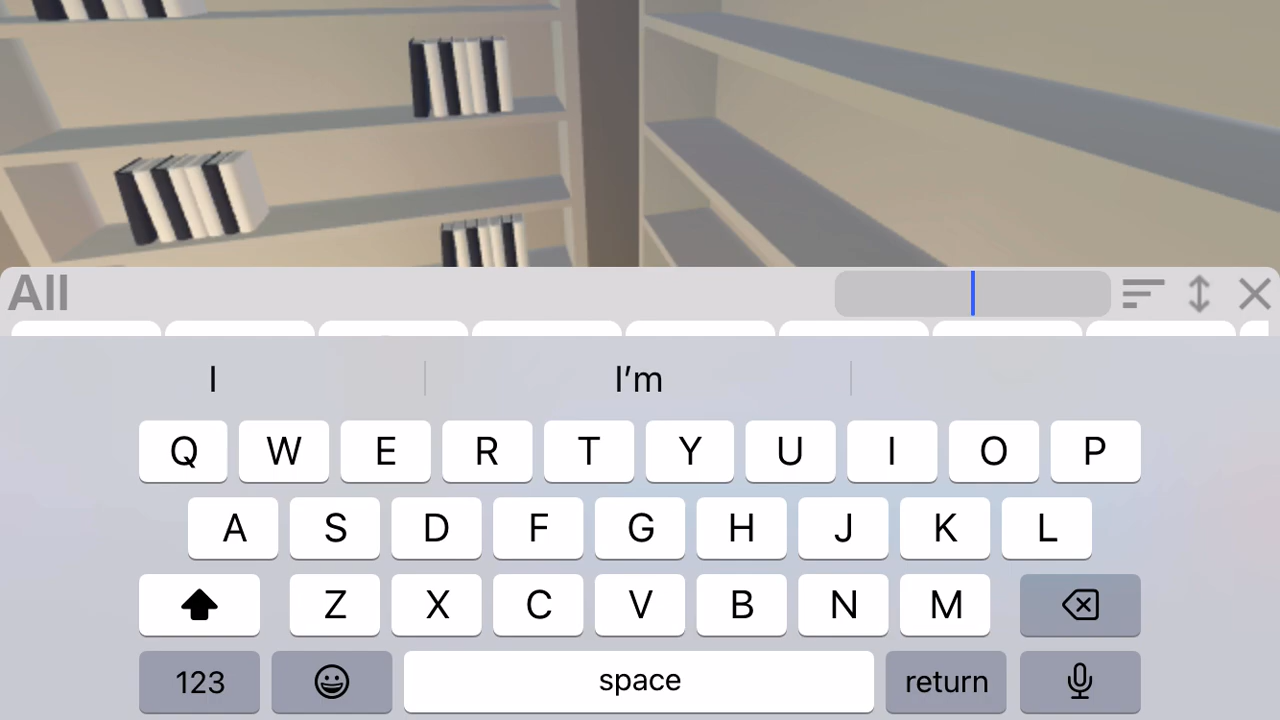 All
I I’m
Q W E R T Y U I O P
A S D F G H J K L
Z X C V B N M
123 space return